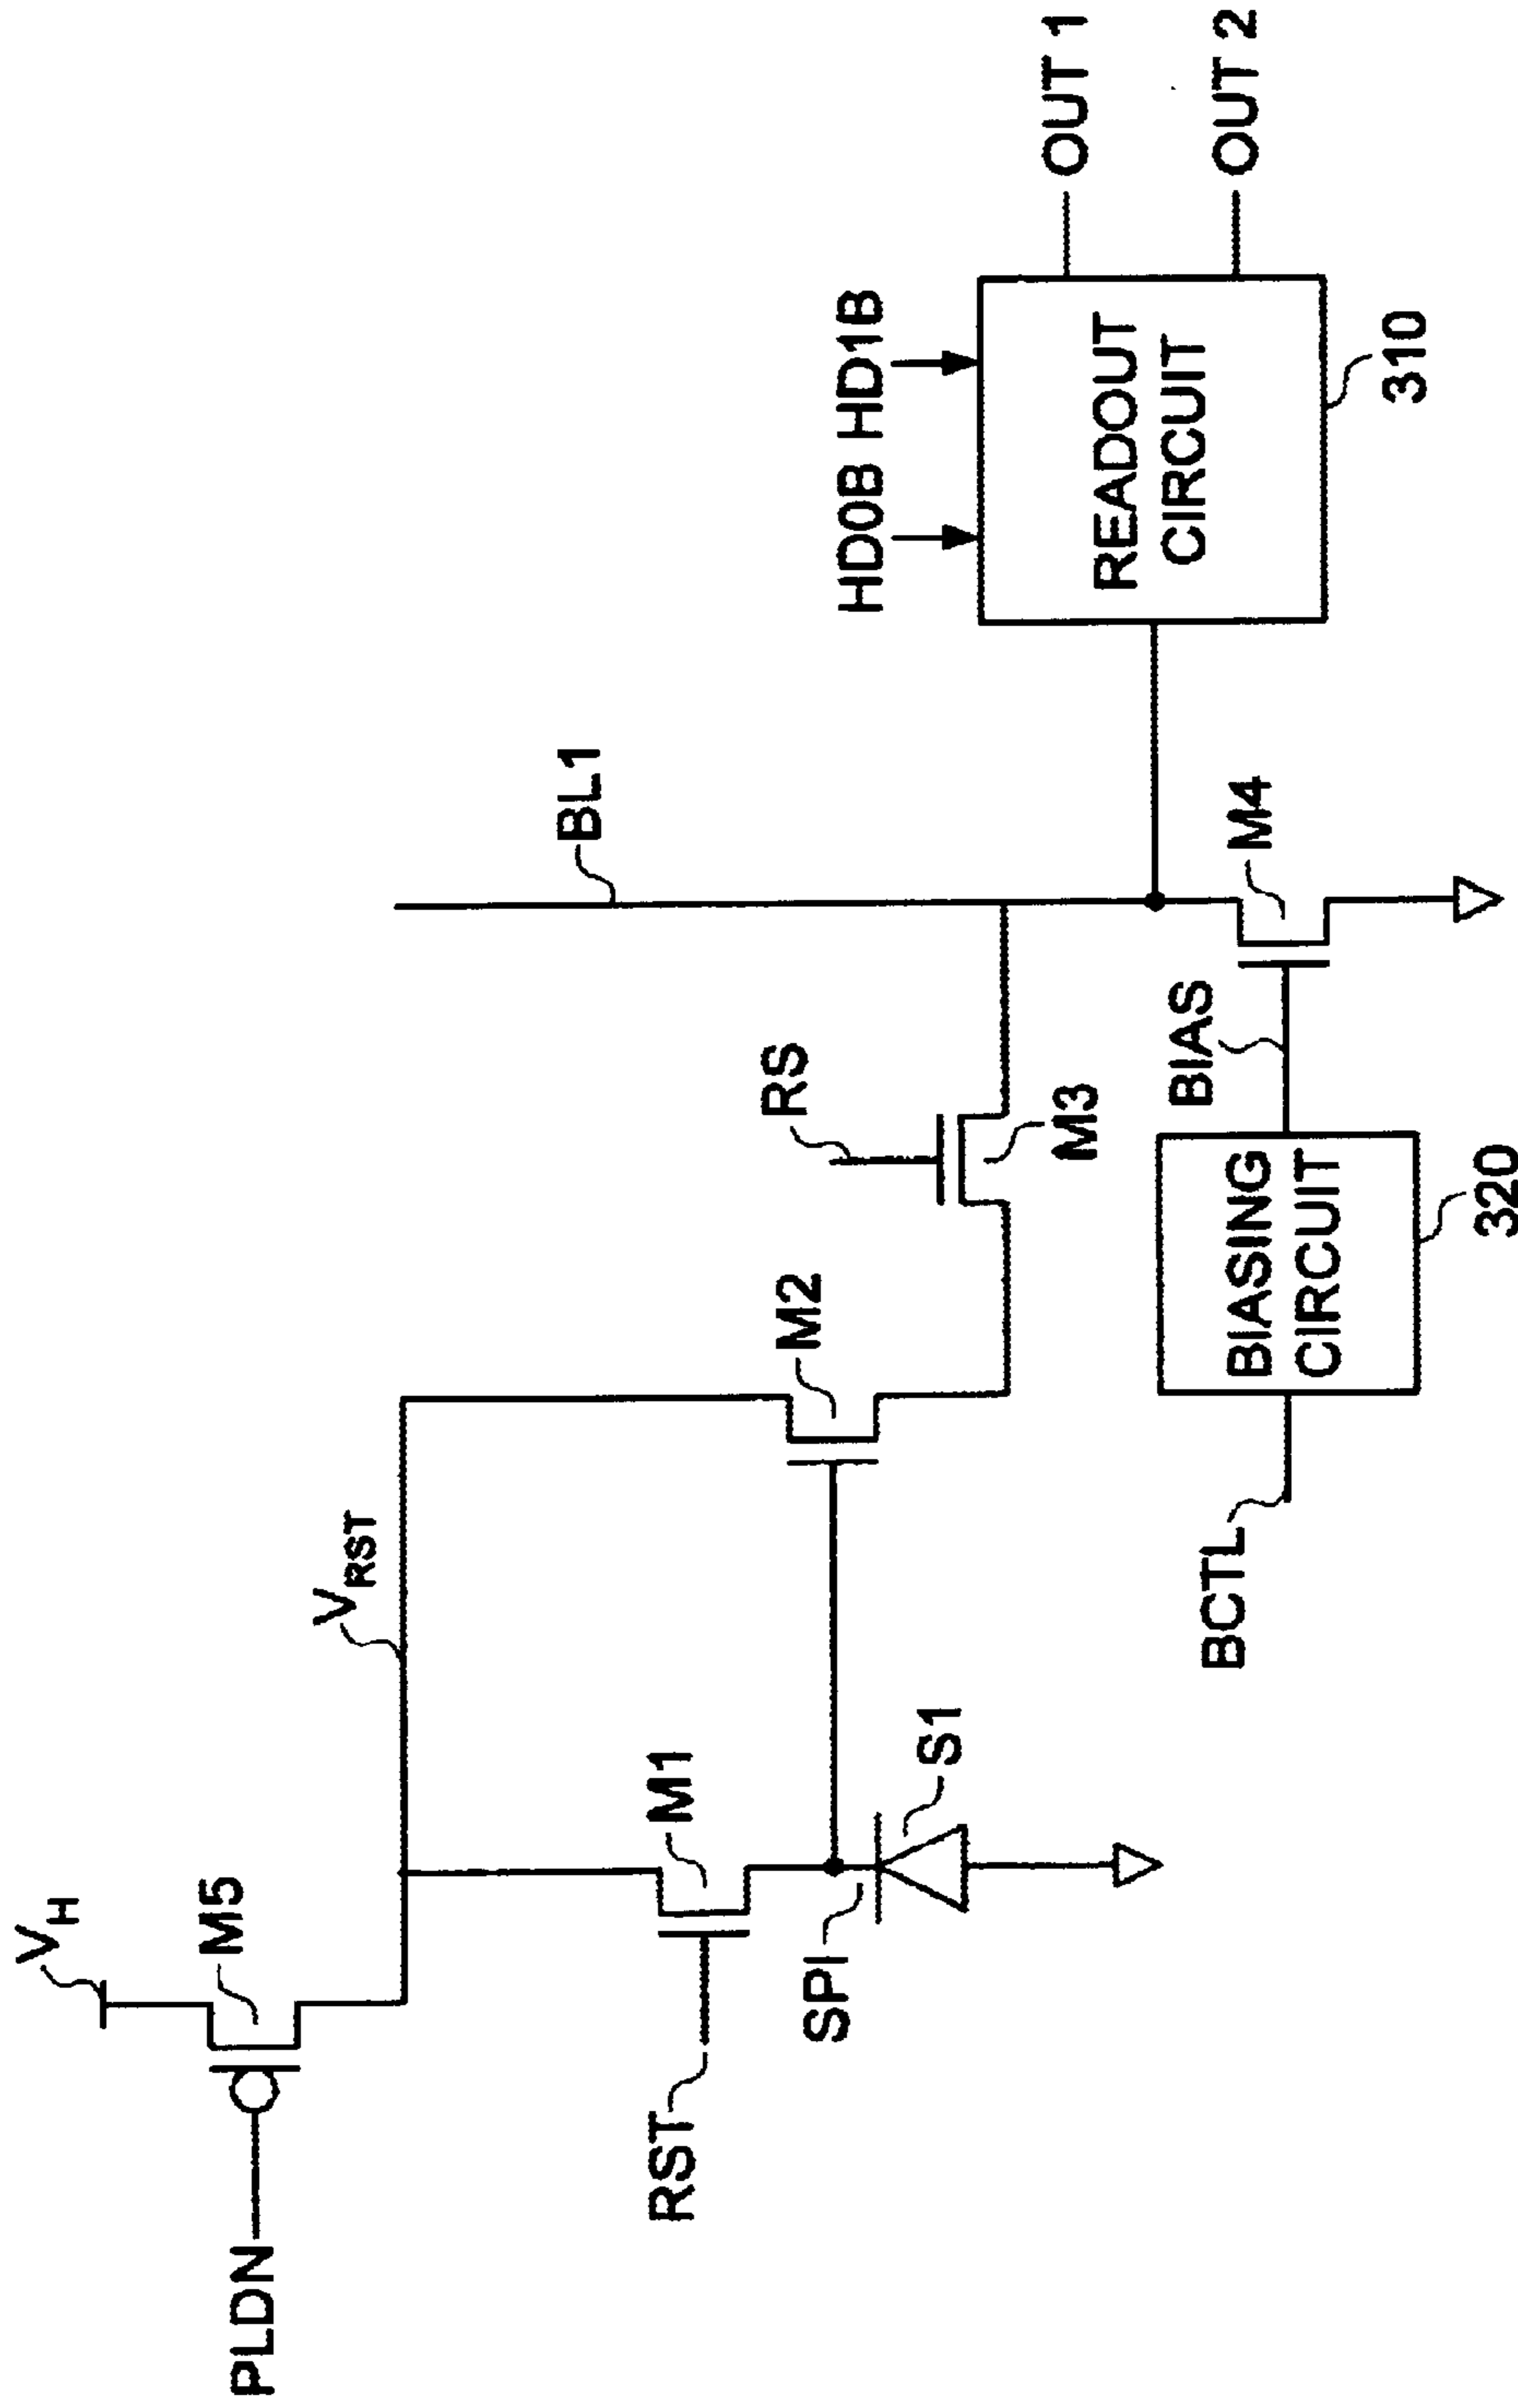 V_H
M5
PLDN
V_RST
BL1
M1
RST
M2
RS
SPI
S1
M3
HD0B HD1B
READOUT
CIRCUIT
OUT 1
OUT 2
310
M4
BIAS
BIASING
CIRCUIT
BCTL
320